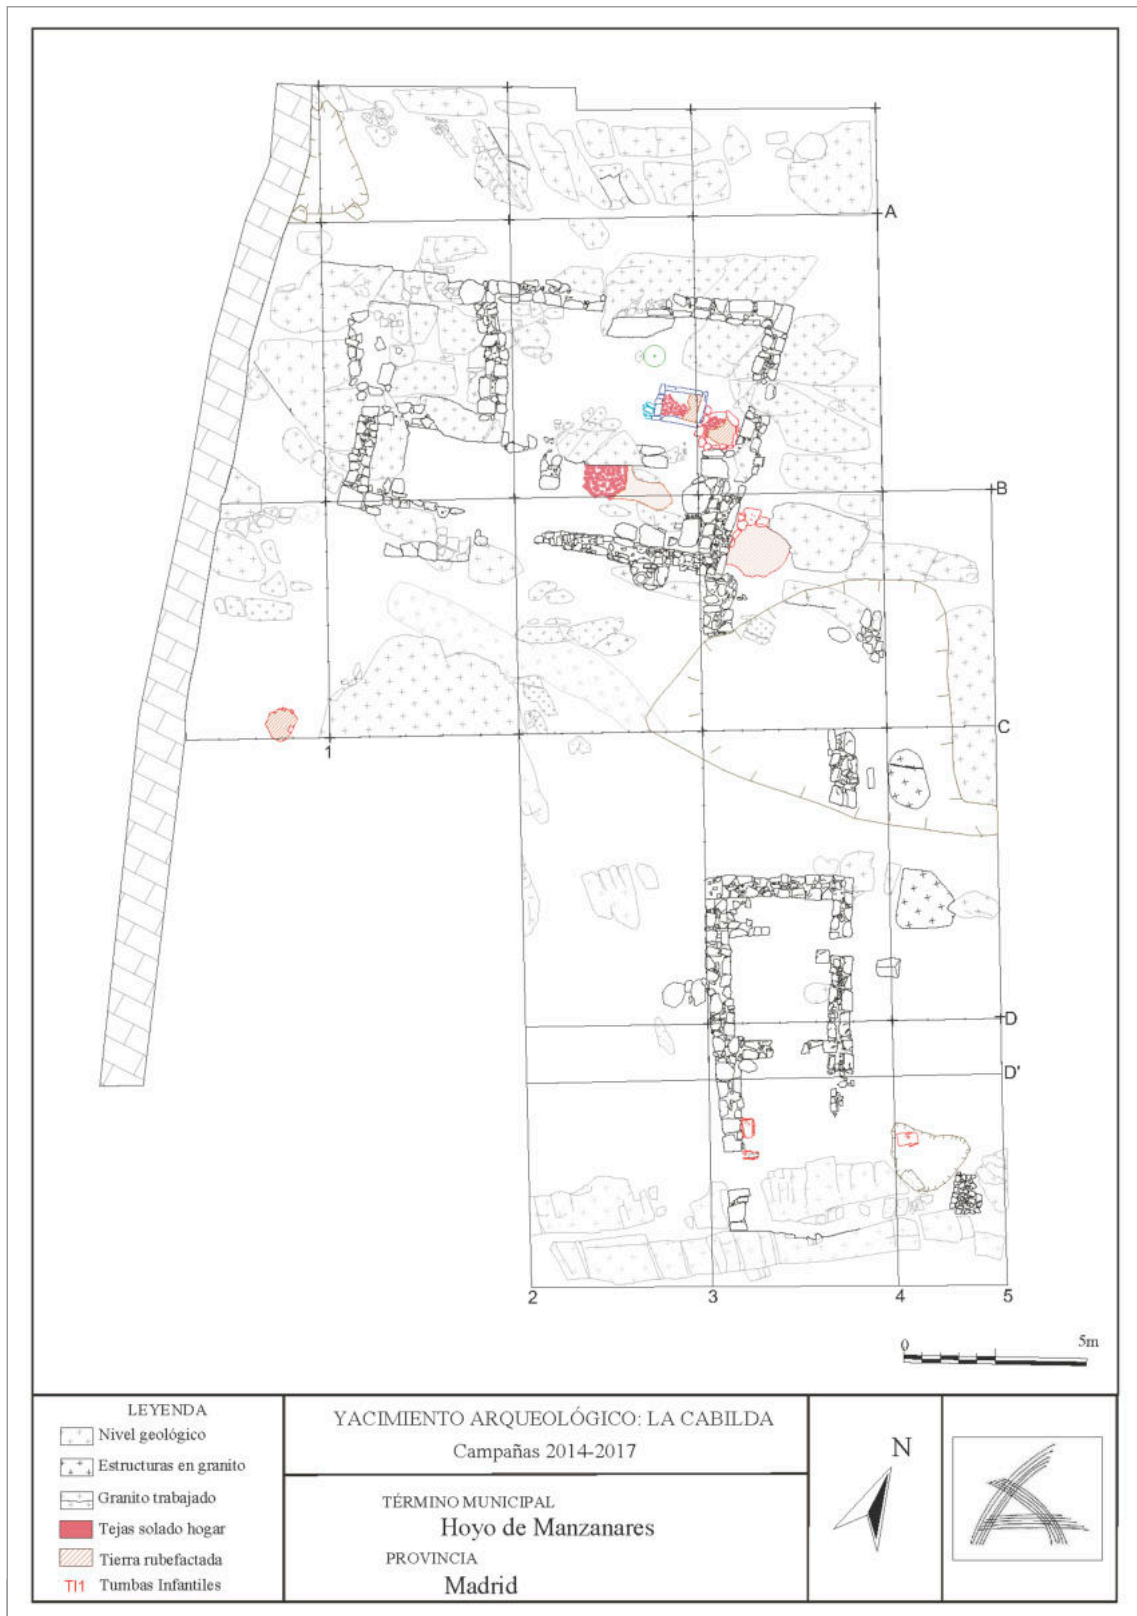 A
B
1
C
D
D'
2 3 4 5
0 5m
LEYENDA
Nivel geológico
Estructuras en granito
Granito trabajado
Tejas solado hogar
Tierra rubefactada
TI1 Tumbas Infantiles
YACIMIENTO ARQUEOLÓGICO: LA CABILDA
Campañas 2014-2017
TÉRMINO MUNICIPAL
Hoyo de Manzanares
PROVINCIA
Madrid
N